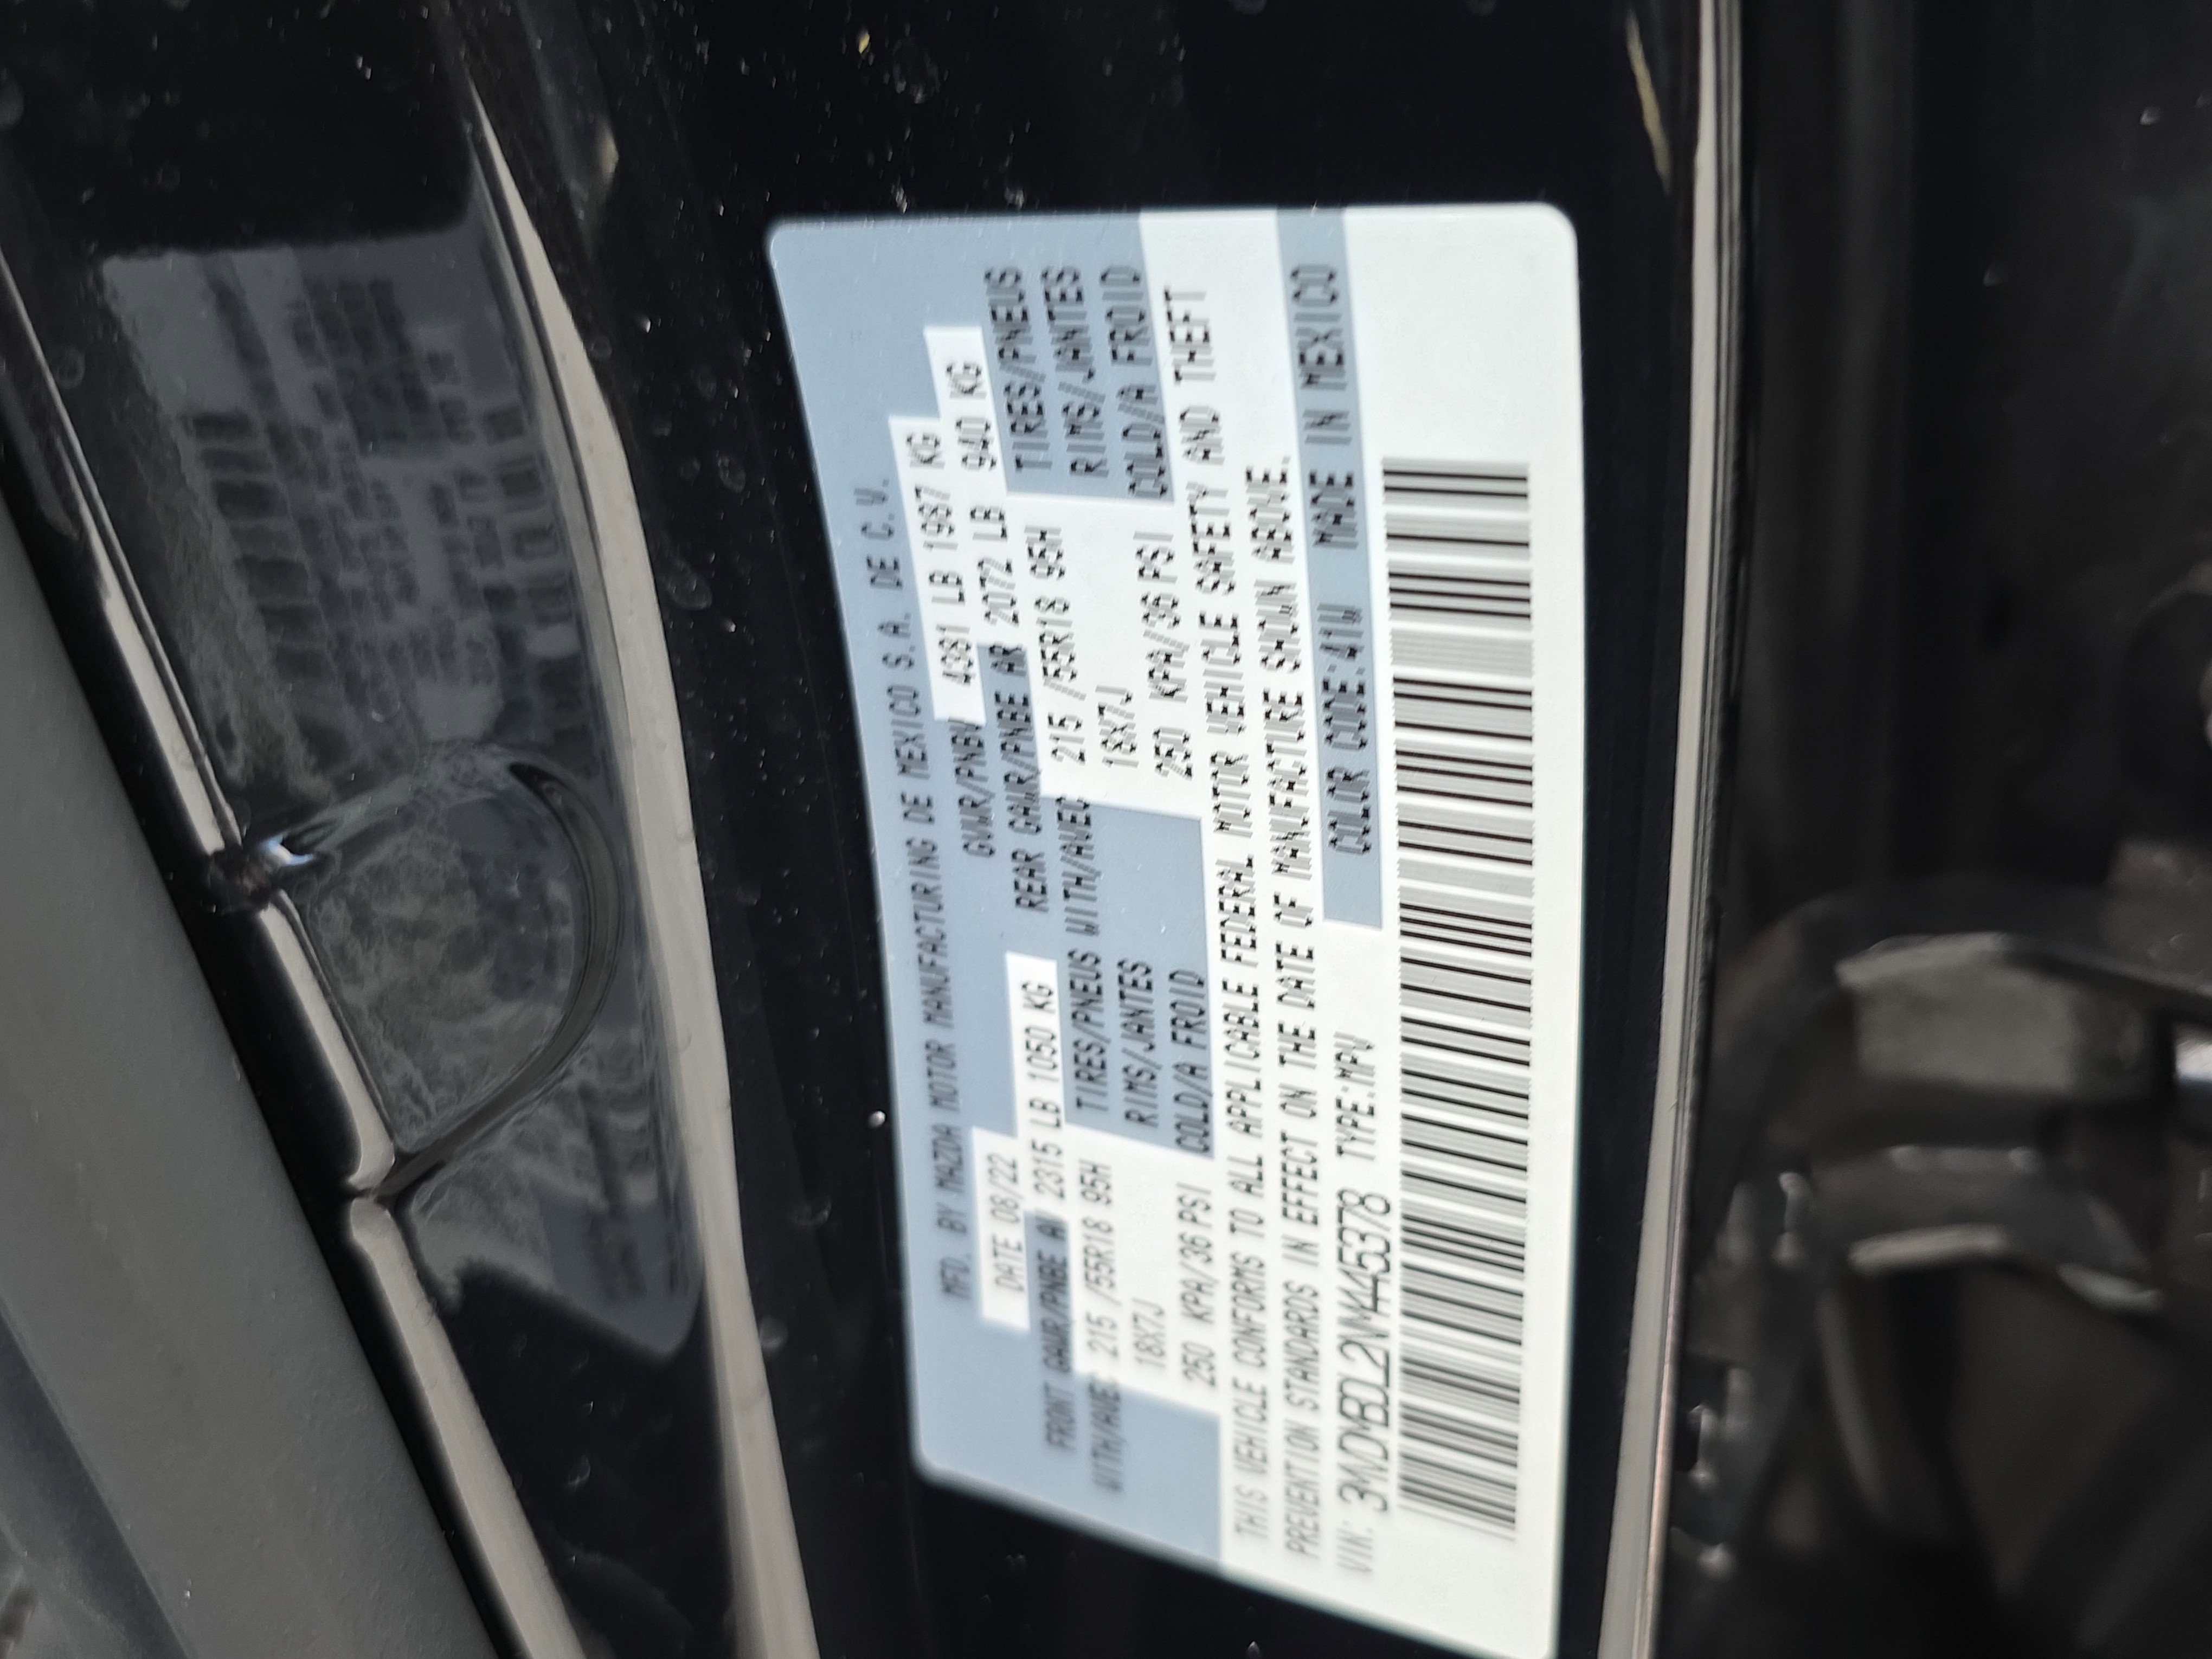 MFD. BY MAZDA MOTOR MANUFACTURING DE MEXICO S.A. DE C.V.
DATE 08/22 GVWR/PNBV 4381 LB 1987 KG
FRONT GAWR/PNBE AV 2315 LB 1050 KG REAR GAWR/PNBE AR 2072 LB 940 KG
WITH/AVEC 215 /55R18 95H TIRES/PNEUS WITH/AVEC 215 /55R18 95H TIRES/PNEUS
18X7J RIMS/JANTES 18X7J RIMS/JANTES
250 KPA/36 PSI COLD/A FROID 250 KPA/36 PSI COLD/A FROID
THIS VEHICLE CONFORMS TO ALL APPLICABLE FEDERAL MOTOR VEHICLE SAFETY AND THEFT
PREVENTION STANDARDS IN EFFECT ON THE DATE OF MANUFACTURE SHOWN ABOVE.
VIN: 3MVDMBDL2NM445378 TYPE:MPV COLOR CODE:41W MADE IN MEXICO